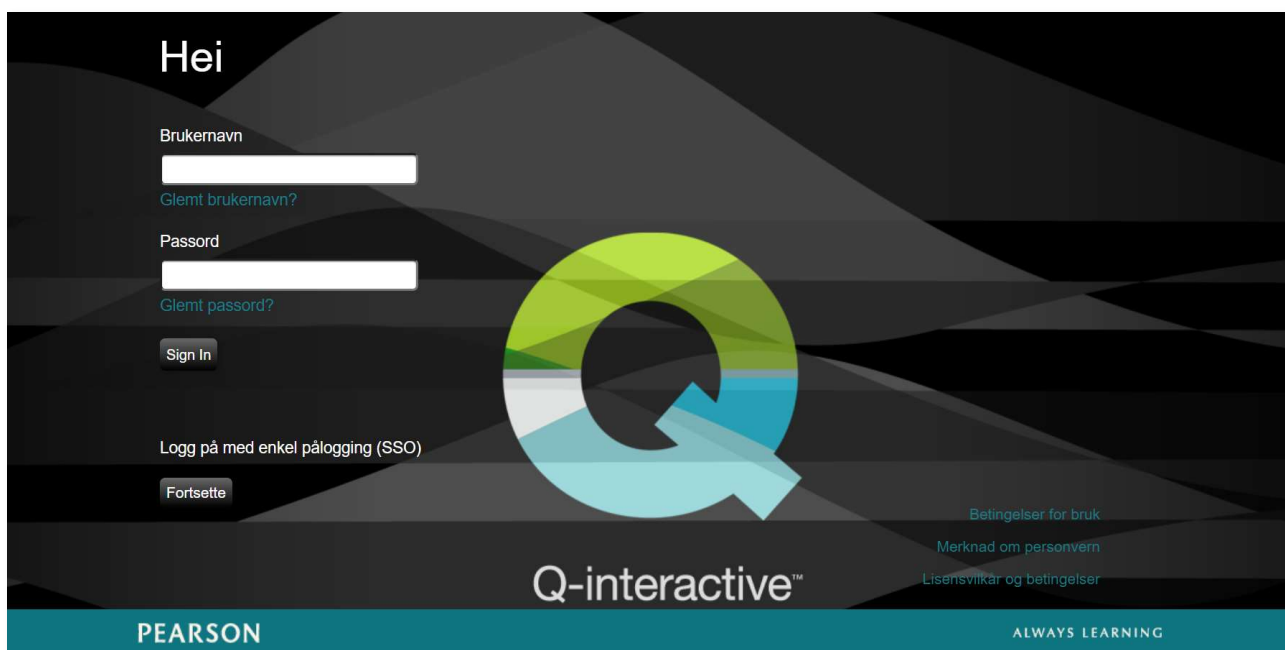 Hei
Brukernavn
Glemt brukernavn?
Passord
Glemt passord?
Sign In
Logg på med enkel pålogging (SSO)
Fortsette
Q-interactive™
Betingelser for bruk
Merknad om personvern
Lisensvilkår og betingelser
PEARSON
ALWAYS LEARNING